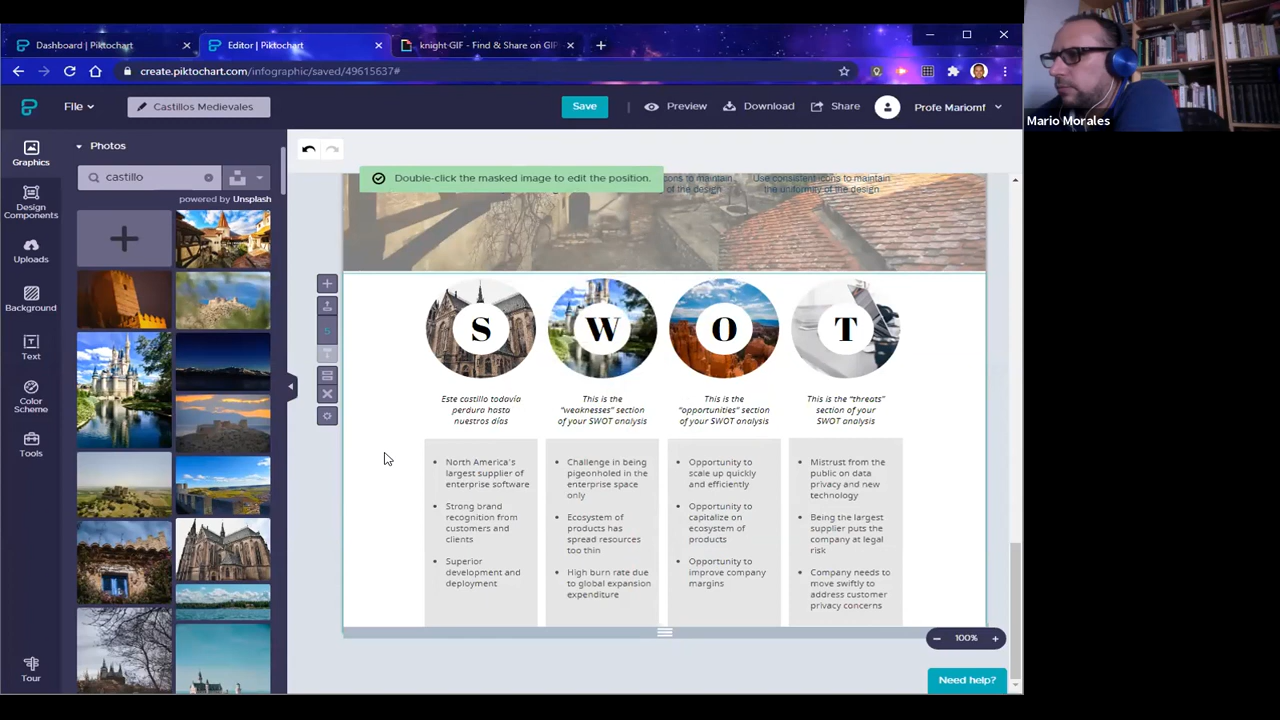 Dashboard | Piktochart
Editor | Piktochart
knight GIF - Find & Share on GIP
create.piktochart.com/infographic/saved/49615637#
File
Castillos Medievales
Save
Preview
Download
Share
Profe Mariomf
Mario Morales
Graphics
Design
Components
Uploads
Background
Text
Color
Scheme
Tools
Tour
Photos
castillo
powered by Unsplash
Double-click the masked image to edit the position.
cons to maintain
of the design
Use consistent icons to maintain
the uniformity of the design
5
S
W
O
T
Este castillo todavía
perdura hasta
nuestros días
This is the
"weaknesses" section
of your SWOT analysis
This is the
"opportunities" section
of your SWOT analysis
This is the "threats"
section of your
SWOT analysis
• North America's
largest supplier of
enterprise software
• Strong brand
recognition from
customers and
clients
• Superior
development and
deployment
• Challenge in being
pigeonholed in the
enterprise space
only
• Ecosystem of
products has
spread resources
too thin
• High burn rate due
to global expansion
expenditure
• Opportunity to
scale up quickly
and efficiently
• Opportunity to
capitalize on
ecosystem of
products
• Opportunity to
improve company
margins
• Mistrust from the
public on data
privacy and new
technology
• Being the largest
supplier puts the
company at legal
risk
• Company needs to
move swiftly to
address customer
privacy concerns
100%
Need help?